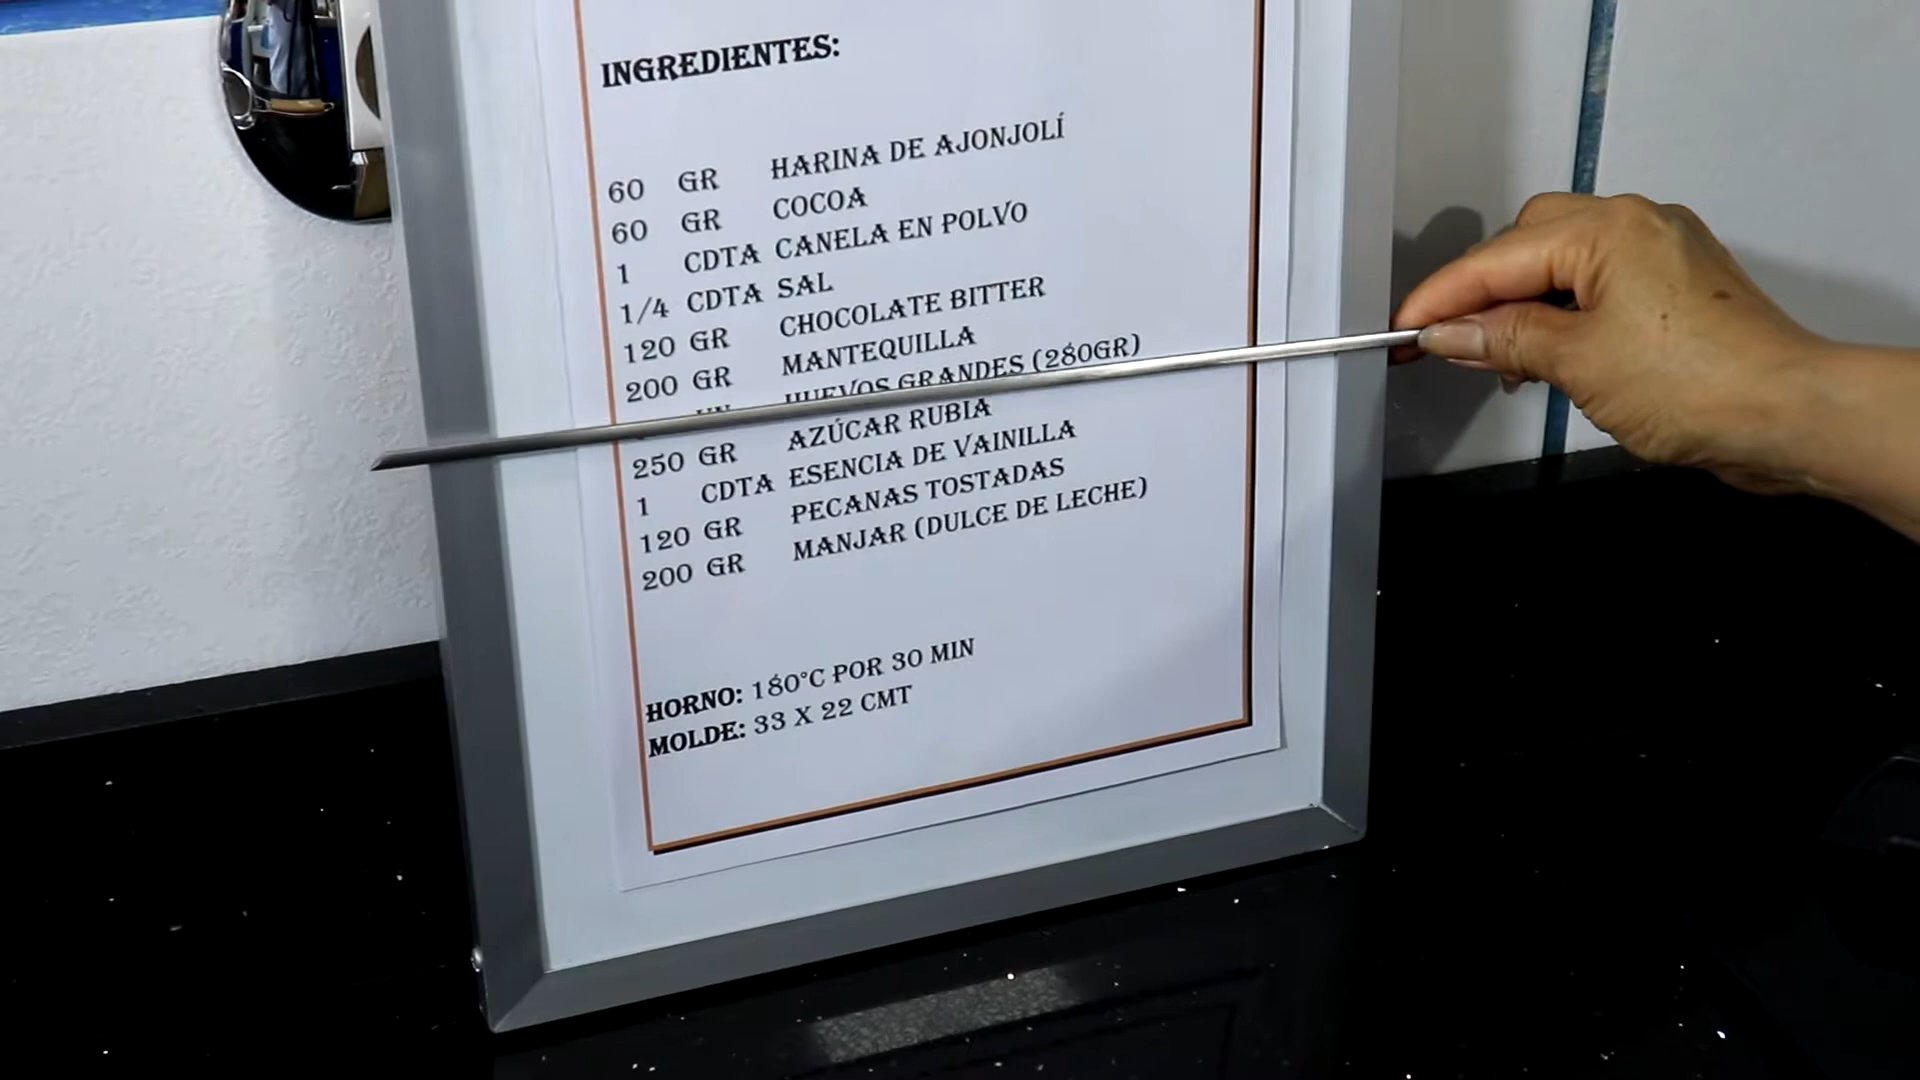 INGREDIENTES:
60 GR HARINA DE AJONJOLÍ
60 GR COCOA
1 CDTA CANELA EN POLVO
1/4 CDTA SAL
120 GR CHOCOLATE BITTER
200 GR MANTEQUILLA
HUEVOS GRANDES (280GR)
250 GR AZÚCAR RUBIA
1 CDTA ESENCIA DE VAINILLA
120 GR PECANAS TOSTADAS
200 GR MANJAR (DULCE DE LECHE)
HORNO: 180°C POR 30 MIN
MOLDE: 33 X 22 CMT